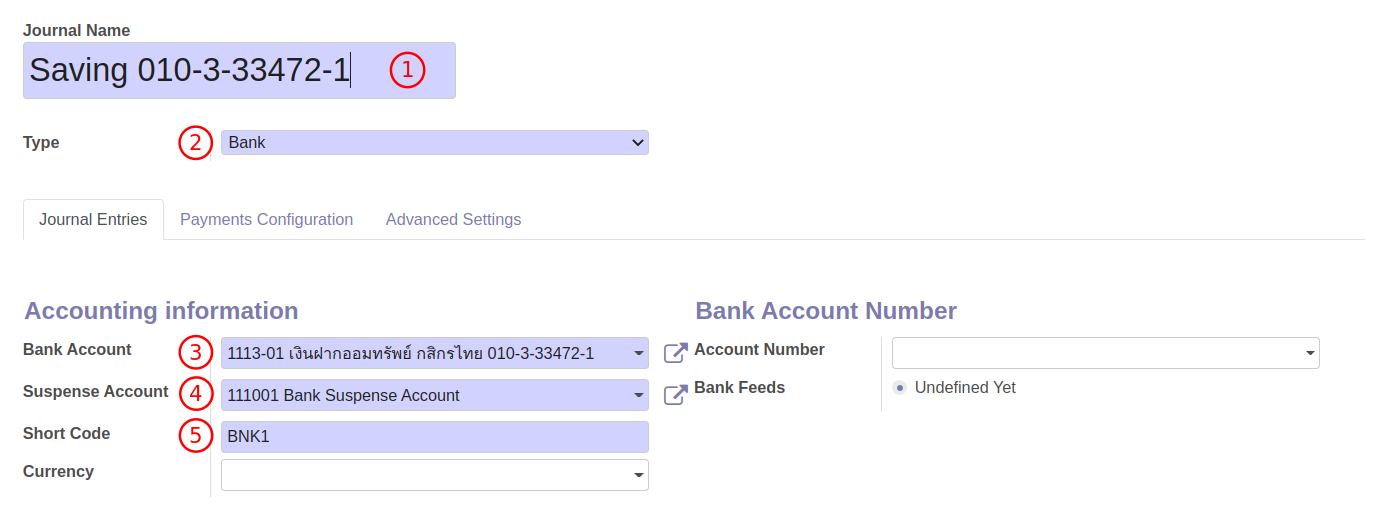 Journal Name
Saving 010-3-33472-1 1
Type 2 Bank
Journal Entries Payments Configuration Advanced Settings
Accounting information Bank Account Number
Bank Account 3 1113-01 เงินฝากออมทรัพย์ กสิกรไทย 010-3-33472-1 Account Number
Suspense Account 4 111001 Bank Suspense Account Bank Feeds Undefined Yet
Short Code 5 BNK1
Currency